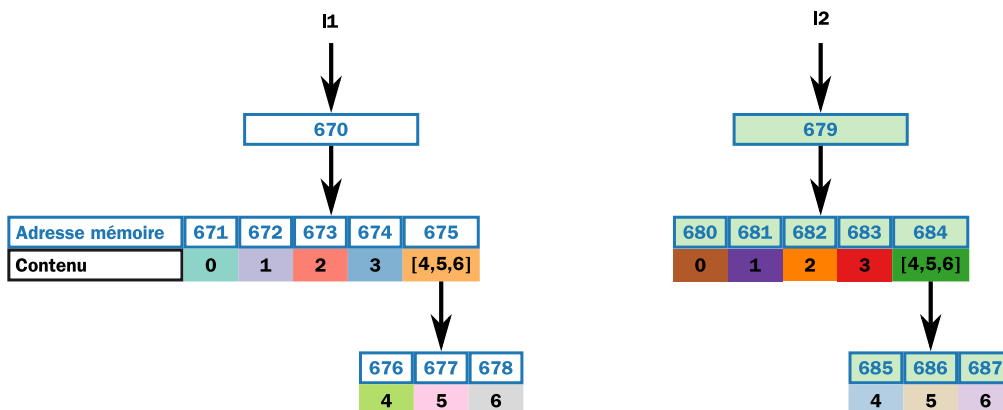 l1 l2
670 679
Adresse mémoire 671 672 673 674 675 680 681 682 683 684
Contenu 0 1 2 3 [4,5,6] 0 1 2 3 [4,5,6]
676 677 678 685 686 687
4 5 6 4 5 6